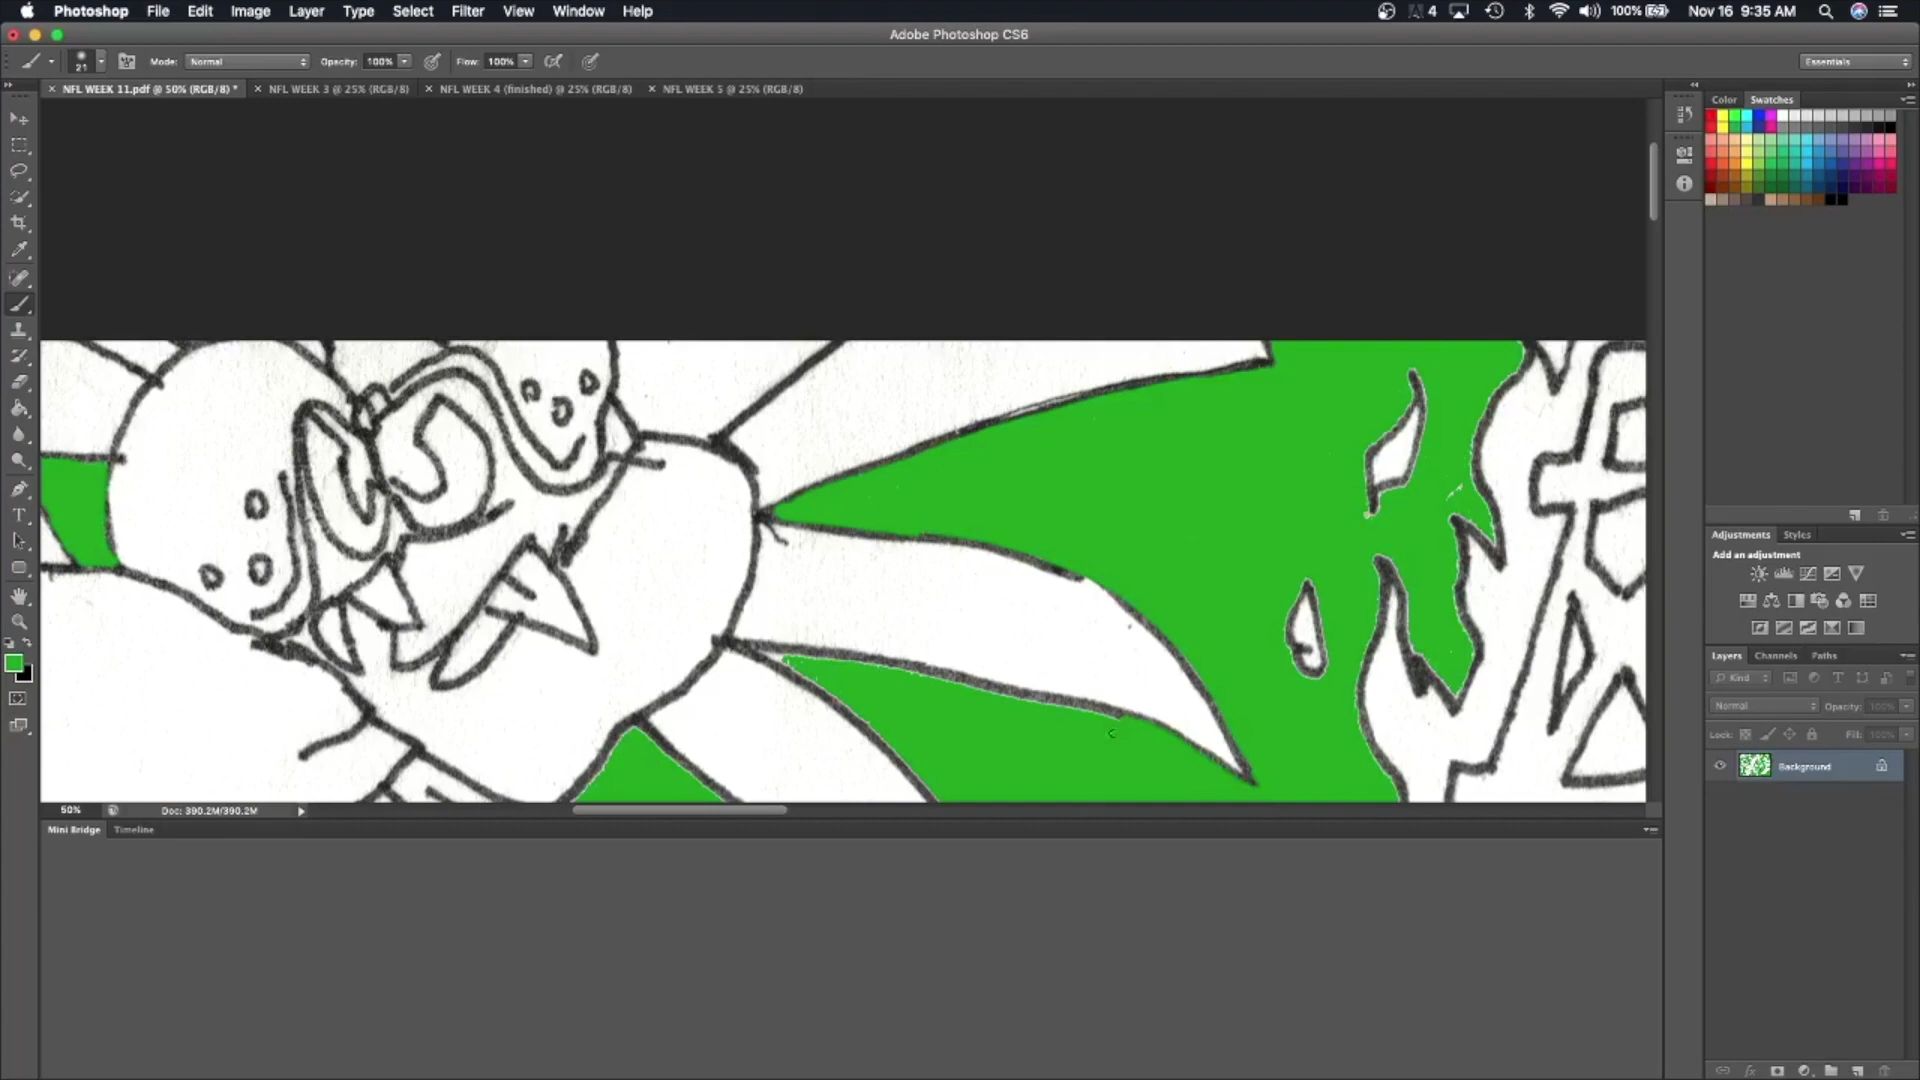 Photoshop File Edit Image Layer Type Select Filter View Window Help 4 100% Nov 16 9:35 AM
Adobe Photoshop CS6
21 Mode: Normal Opacity: 100% Flow: 100% Essentials
× NFL WEEK 11.pdf @ 50% (RGB/8) * × NFL WEEK 3 @ 25% (RGB/8) × NFL WEEK 4 (finished) @ 25% (RGB/8) × NFL WEEK 5 @ 25% (RGB/8)
Color Swatches
Adjustments Styles
Add an adjustment
Layers Channels Paths
Kind
Normal Opacity: 100%
Lock: Fill: 100%
Background
50% Doc: 390.2M/390.2M
Mini Bridge Timeline